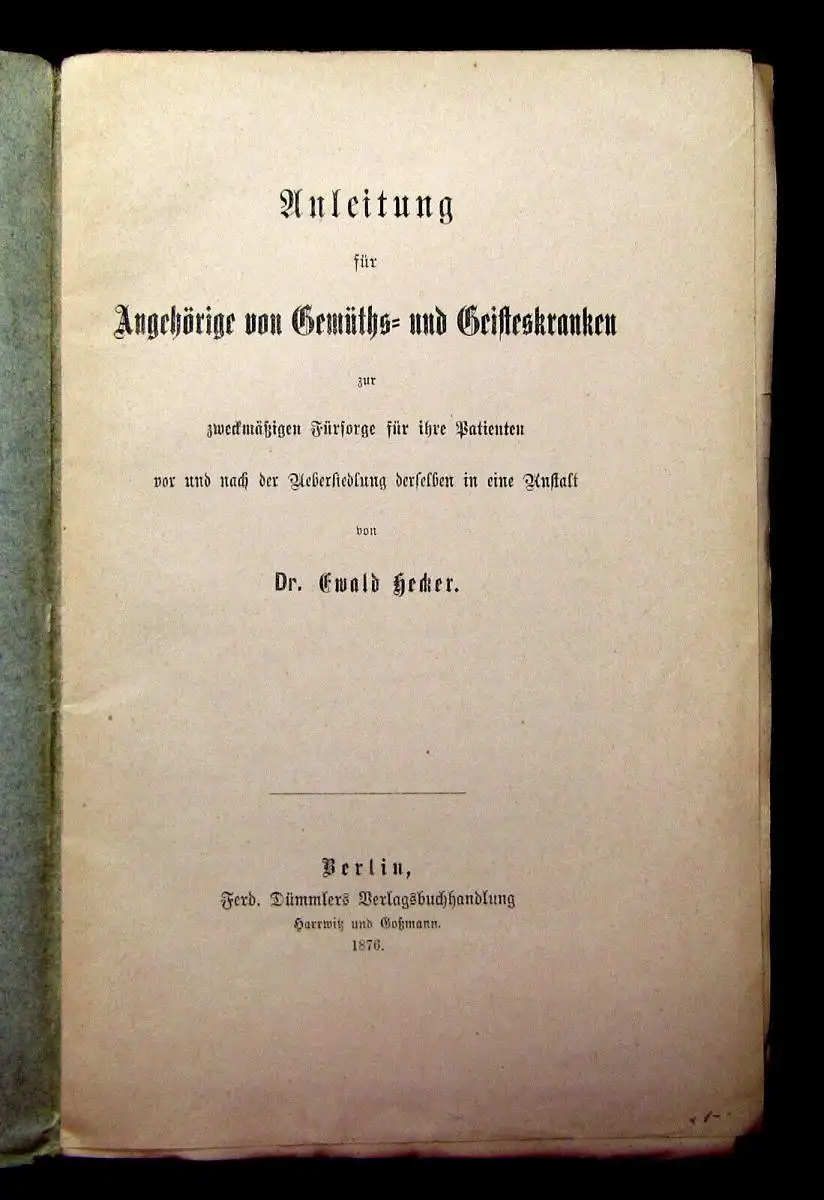 Anleitung
für
Angehörige von Gemüths- und Geisteskranken
zur
zweckmäßigen Fürsorge für ihre Patienten
vor und nach der Uebersiedlung derselben in eine Anstalt
von
Dr. Ewald Hecker.
Berlin,
Ferd. Dümmlers Verlagsbuchhandlung
Harrwitz und Goßmann.
1876.